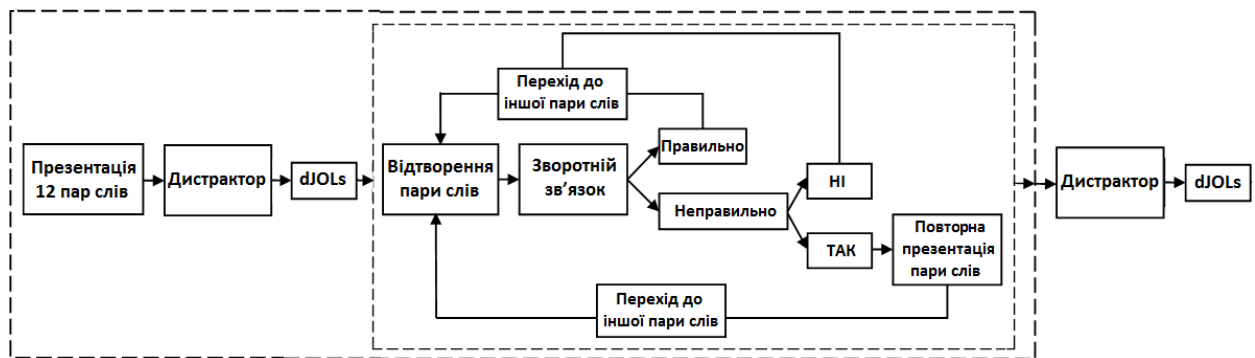 Презентація
12 пар слів
Дистрактор
dJOLs
Відтворення
пари слів
Зворотній
зв’язок
Перехід до
іншої пари слів
Правильно
Неправильно
НІ
ТАК
Повторна
презентація
пари слів
Перехід до
іншої пари слів
Дистрактор
dJOLs